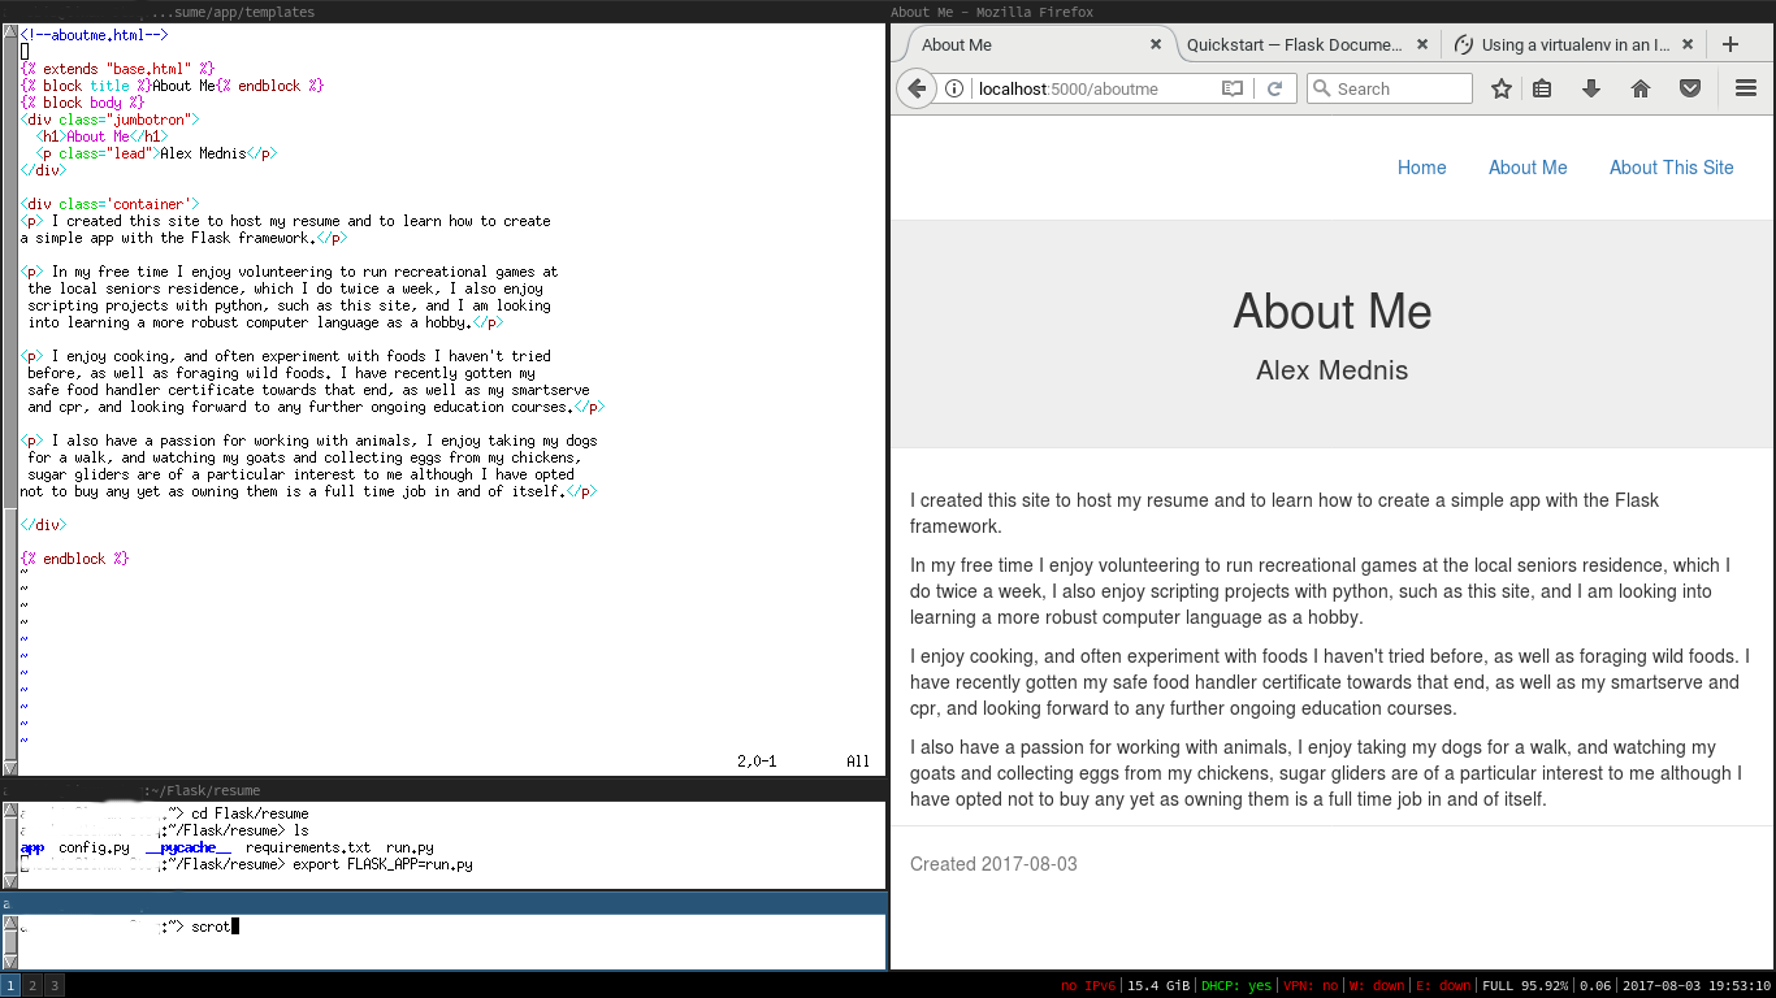 ...sume/app/templates
<!--aboutme.html-->
{% extends "base.html" %}
{% block title %}About Me{% endblock %}
{% block body %}
<div class="jumbotron">
<h1>About Me</h1>
<p class="lead">Alex Mednis</p>
</div>
<div class='container'>
<p> I created this site to host my resume and to learn how to create
a simple app with the Flask framework.</p>
<p> In my free time I enjoy volunteering to run recreational games at
the local seniors residence, which I do twice a week, I also enjoy
scripting projects with python, such as this site, and I am looking
into learning a more robust computer language as a hobby.</p>
<p> I enjoy cooking, and often experiment with foods I haven't tried
before, as well as foraging wild foods. I have recently gotten my
safe food handler certificate towards that end, as well as my smartserve
and cpr, and looking forward to any further ongoing education courses.</p>
<p> I also have a passion for working with animals, I enjoy taking my dogs
for a walk, and watching my goats and collecting eggs from my chickens,
sugar gliders are of a particular interest to me although I have opted
not to buy any yet as owning them is a full time job in and of itself.</p>
</div>
{% endblock %}
~
~
~
~
~
~
~
~
~
~
~
2,0-1 All
:~/Flask/resume
:~> cd Flask/resume
:~/Flask/resume> ls
app config.py __pycache__ requirements.txt run.py
:~/Flask/resume> export FLASK_APP=run.py
a
:~> scrot
About Me - Mozilla Firefox
About Me
Quickstart — Flask Docume...
Using a virtualenv in an I...
localhost:5000/aboutme
Search
Home About Me About This Site
About Me
Alex Mednis
I created this site to host my resume and to learn how to create a simple app with the Flask
framework.
In my free time I enjoy volunteering to run recreational games at the local seniors residence, which I
do twice a week, I also enjoy scripting projects with python, such as this site, and I am looking into
learning a more robust computer language as a hobby.
I enjoy cooking, and often experiment with foods I haven't tried before, as well as foraging wild foods. I
have recently gotten my safe food handler certificate towards that end, as well as my smartserve and
cpr, and looking forward to any further ongoing education courses.
I also have a passion for working with animals, I enjoy taking my dogs for a walk, and watching my
goats and collecting eggs from my chickens, sugar gliders are of a particular interest to me although I
have opted not to buy any yet as owning them is a full time job in and of itself.
Created 2017-08-03
1 2 3
no IPv6|15.4 GiB|DHCP: yes|VPN: no|W: down|E: down|FULL 95.92%|0.06|2017-08-03 19:53:10